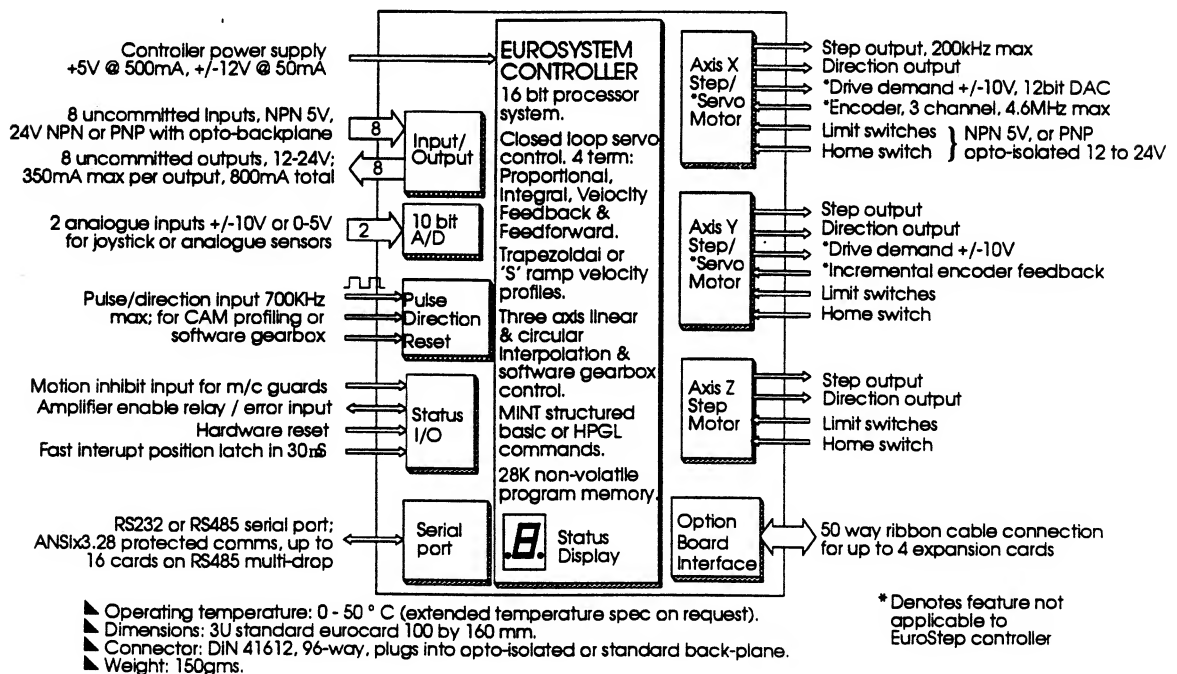 Controller power supply
+5V @ 500mA, +/-12V @ 50mA
8 uncommitted Inputs, NPN 5V,
24V NPN or PNP with opto-backplane
8
8 uncommitted outputs, 12-24V;
350mA max per output, 800mA total
8
Input/
Output
2 analogue inputs +/-10V or 0-5V
for joystick or analogue sensors
2
10 bit
A/D
Pulse/direction input 700KHz
max; for CAM profiling or
software gearbox
Pulse
Direction
Reset
Motion inhibit input for m/c guards
Amplifier enable relay / error input
Hardware reset
Fast interupt position latch in 30mS
Status
I/O
RS232 or RS485 serial port;
ANSIx3.28 protected comms, up to
16 cards on RS485 multi-drop
Serial
port
EUROSYSTEM
CONTROLLER
16 bit processor
system.
Closed loop servo
control. 4 term:
Proportional,
Integral, Velocity
Feedback &
Feedforward.
Trapezoidal or
'S' ramp velocity
profiles.
Three axis linear
& circular
Interpolation &
software gearbox
control.
MINT structured
basic or HPGL
commands.
28K non-volatile
program memory.
8.
Status
Display
Axis X
Step/
*Servo
Motor
Step output, 200kHz max
Direction output
*Drive demand +/-10V, 12bit DAC
*Encoder, 3 channel, 4.6MHz max
Limit switches } NPN 5V, or PNP
Home switch } opto-isolated 12 to 24V
Axis Y
Step/
*Servo
Motor
Step output
Direction output
*Drive demand +/-10V
*Incremental encoder feedback
Limit switches
Home switch
Axis Z
Step
Motor
Step output
Direction output
Limit switches
Home switch
Option
Board
Interface
50 way ribbon cable connection
for up to 4 expansion cards
Operating temperature: 0 - 50 ° C (extended temperature spec on request).
Dimensions: 3U standard eurocard 100 by 160 mm.
Connector: DIN 41612, 96-way, plugs into opto-isolated or standard back-plane.
Weight: 150gms.
* Denotes feature not
applicable to
EuroStep controller